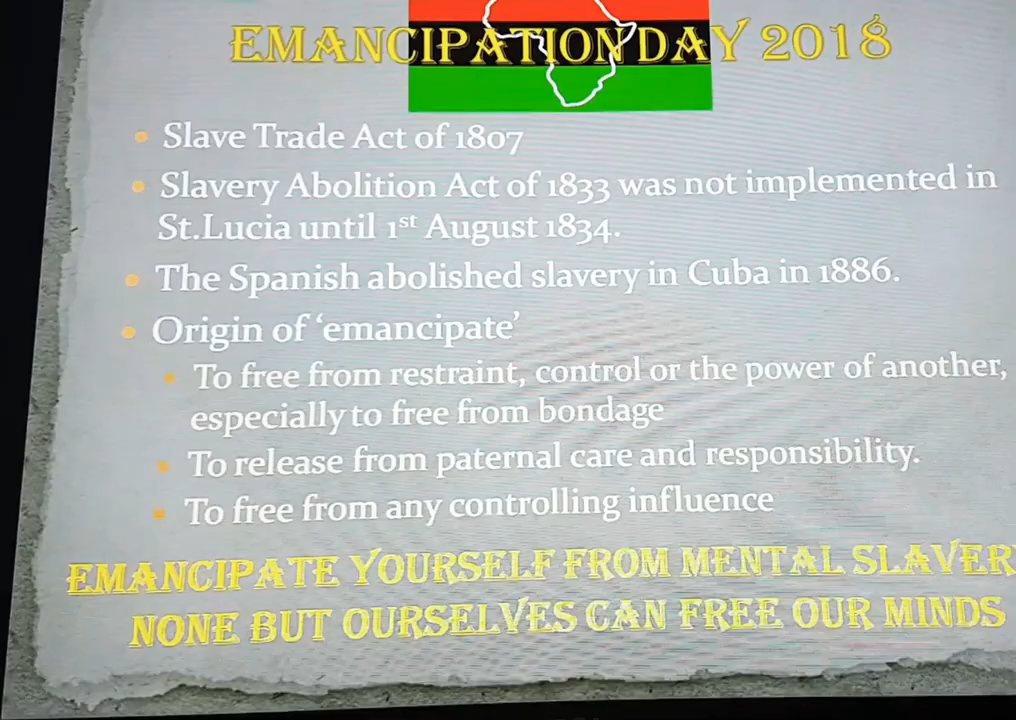 EMANCIPATION DAY 2018
Slave Trade Act of 1807
Slavery Abolition Act of 1833 was not implemented in
St.Lucia until 1st August 1834.
The Spanish abolished slavery in Cuba in 1886.
Origin of ‘emancipate’
To free from restraint, control or the power of another,
especially to free from bondage
To release from paternal care and responsibility.
To free from any controlling influence
EMANCIPATE YOURSELF FROM MENTAL SLAVERY
NONE BUT OURSELVES CAN FREE OUR MINDS